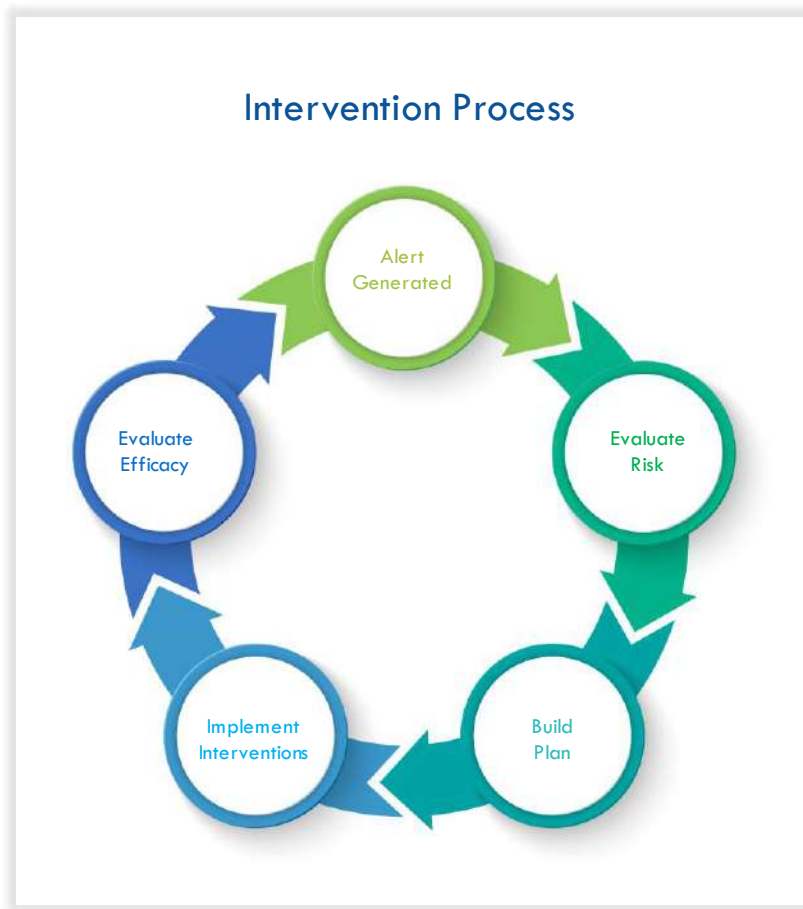 Intervention Process
Alert
Generated
Evaluate
Risk
Build
Plan
Implement
Interventions
Evaluate
Efficacy